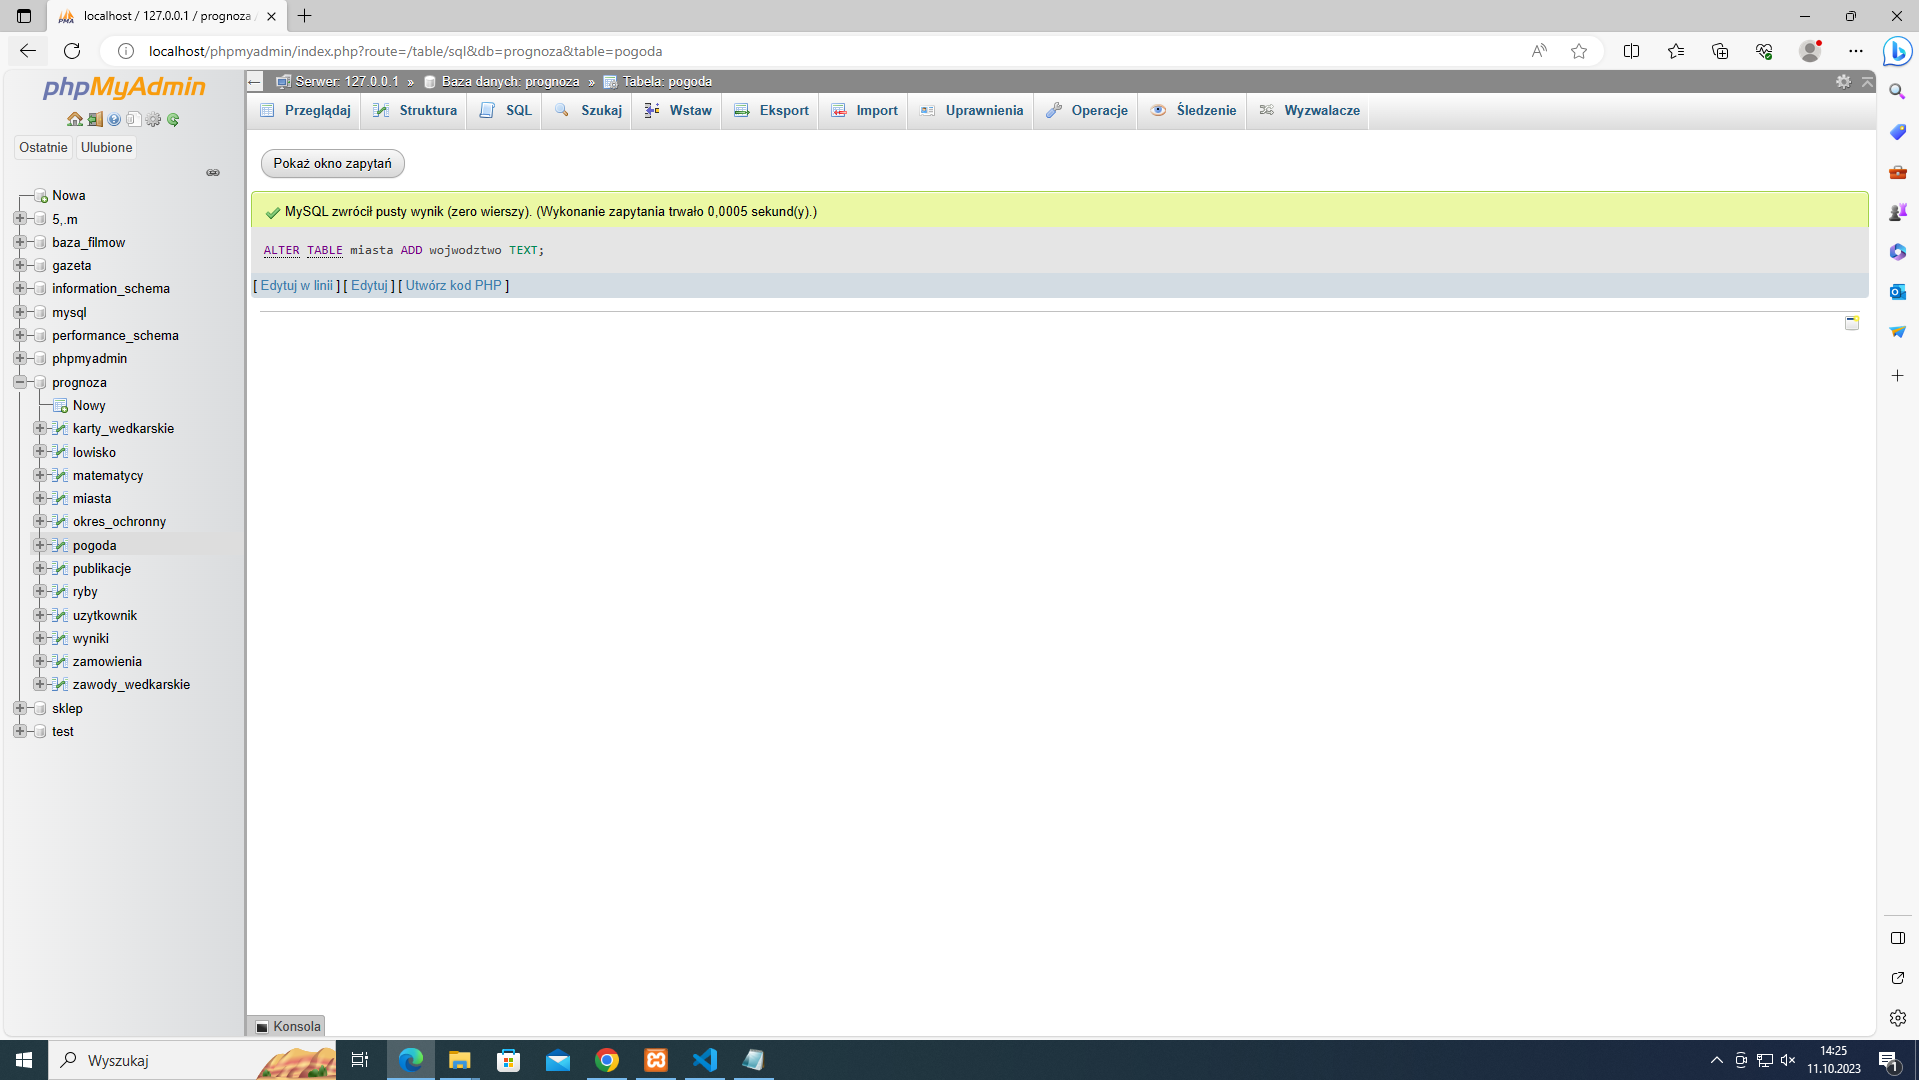 localhost / 127.0.0.1 / prognoza /
localhost/phpmyadmin/index.php?route=/table/sql&db=prognoza&table=pogoda
phpMyAdmin
Ostatnie Ulubione
Nowa
5,.m
baza_filmow
gazeta
information_schema
mysql
performance_schema
phpmyadmin
prognoza
Nowy
karty_wedkarskie
lowisko
matematycy
miasta
okres_ochronny
pogoda
publikacje
ryby
uzytkownik
wyniki
zamowienia
zawody_wedkarskie
sklep
test
Serwer: 127.0.0.1 » Baza danych: prognoza » Tabela: pogoda
Przeglądaj Struktura SQL Szukaj Wstaw Eksport Import Uprawnienia Operacje Śledzenie Wyzwalacze
Pokaż okno zapytań
MySQL zwrócił pusty wynik (zero wierszy). (Wykonanie zapytania trwało 0,0005 sekund(y).)
ALTER TABLE miasta ADD wojwodztwo TEXT;
[ Edytuj w linii ] [ Edytuj ] [ Utwórz kod PHP ]
Konsola
Wyszukaj
14:25
11.10.2023
1